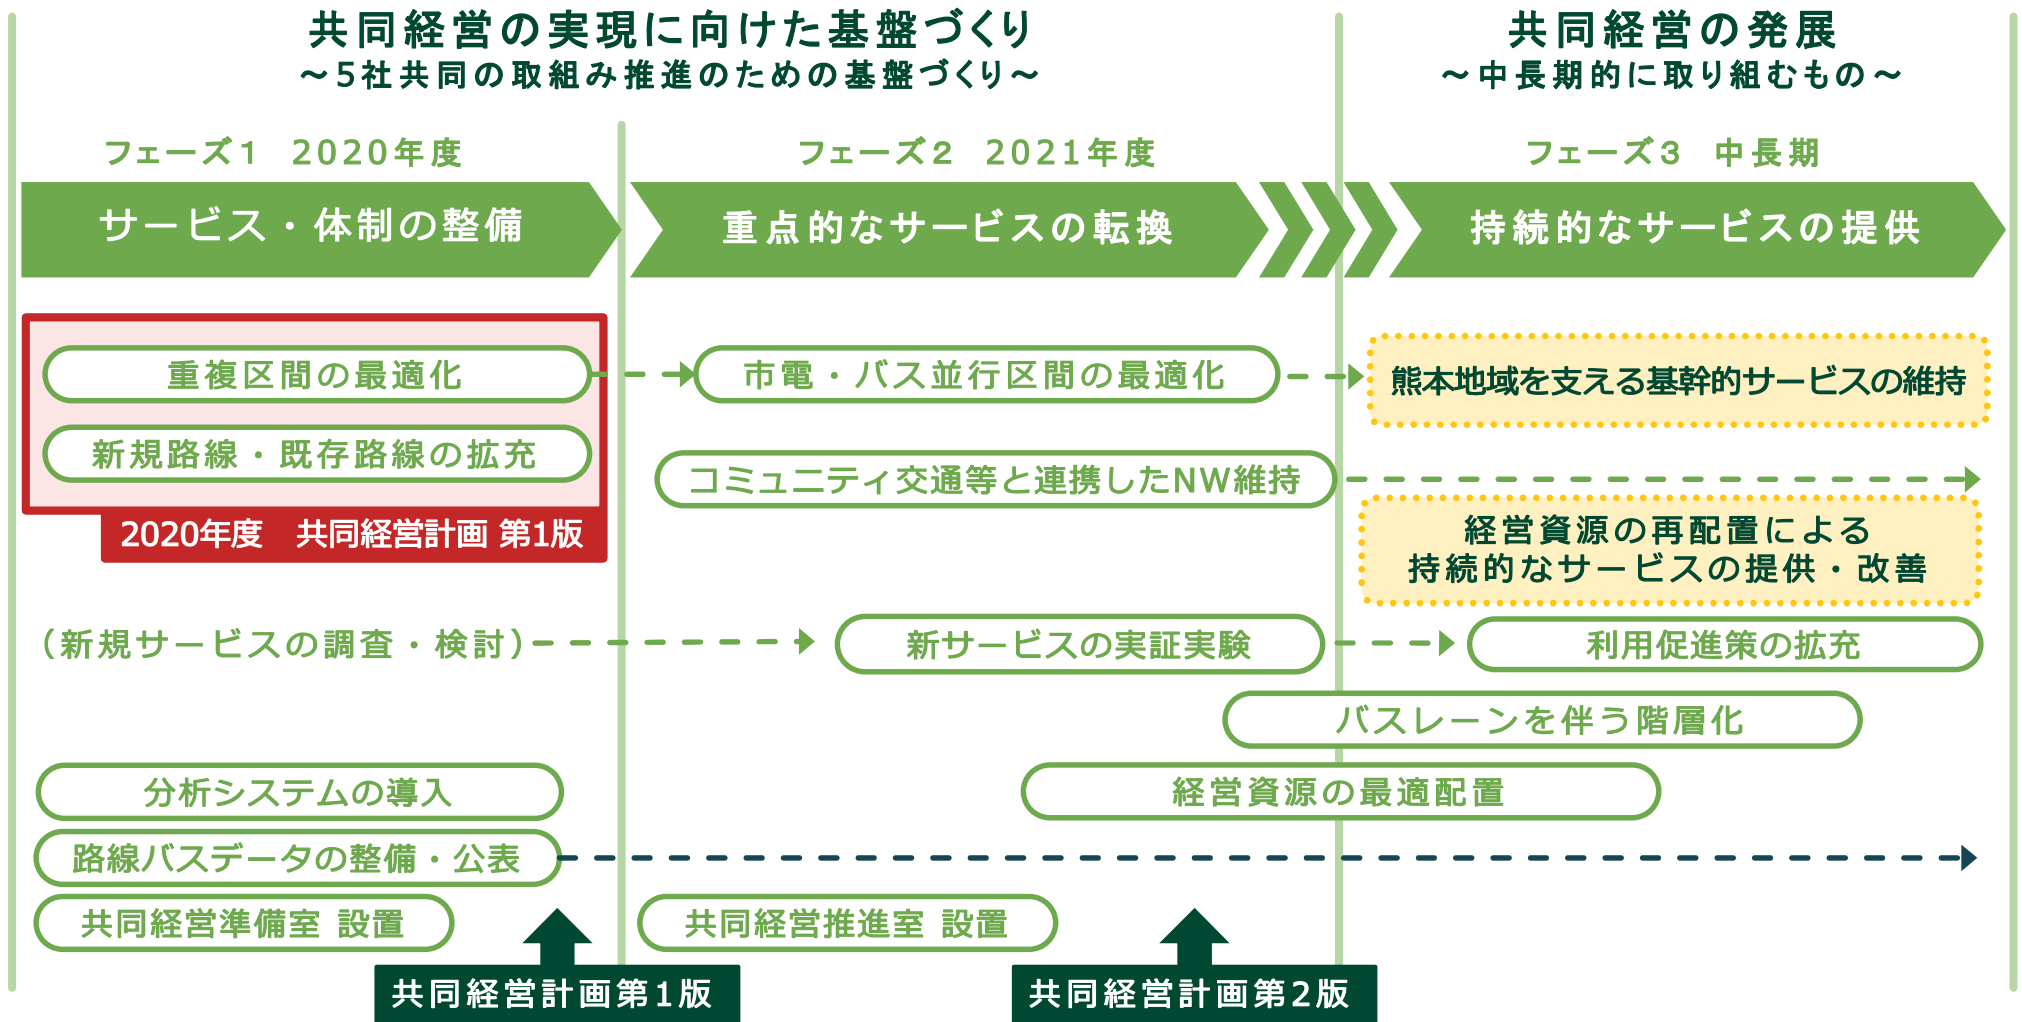 共同経営の実現に向けた基盤づくり
～5社共同の取組み推進のための基盤づくり～
共同経営の発展
～中長期的に取り組むもの～
フェーズ1　2020年度
フェーズ2　2021年度
フェーズ3　中長期
サービス・体制の整備
重点的なサービスの転換
持続的なサービスの提供
重複区間の最適化
市電・バス並行区間の最適化
熊本地域を支える基幹的サービスの維持
新規路線・既存路線の拡充
コミュニティ交通等と連携したNW維持
2020年度　共同経営計画 第1版
経営資源の再配置による
持続的なサービスの提供・改善
（新規サービスの調査・検討）
新サービスの実証実験
利用促進策の拡充
バスレーンを伴う階層化
分析システムの導入
経営資源の最適配置
路線バスデータの整備・公表
共同経営準備室 設置
共同経営推進室 設置
共同経営計画第1版
共同経営計画第2版